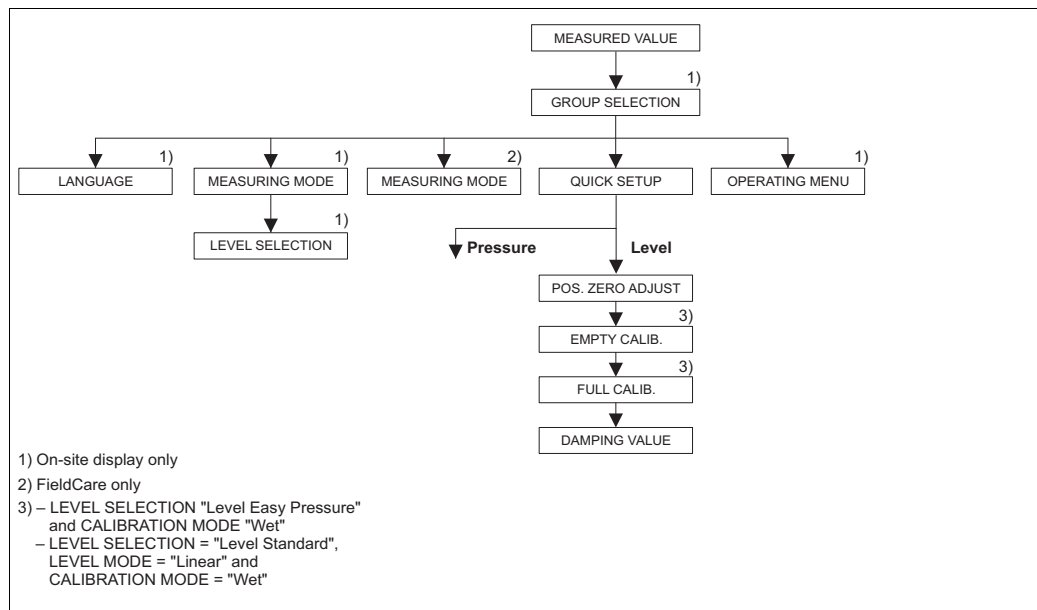 MEASURED VALUE
1)
GROUP SELECTION
1)
1)
2)
1)
LANGUAGE
MEASURING MODE
MEASURING MODE
QUICK SETUP
OPERATING MENU
1)
LEVEL SELECTION
Pressure
Level
POS. ZERO ADJUST
3)
EMPTY CALIB.
3)
FULL CALIB.
DAMPING VALUE
1) On-site display only
2) FieldCare only
3) – LEVEL SELECTION "Level Easy Pressure"
and CALIBRATION MODE "Wet"
– LEVEL SELECTION = "Level Standard",
LEVEL MODE = "Linear" and
CALIBRATION MODE = "Wet"